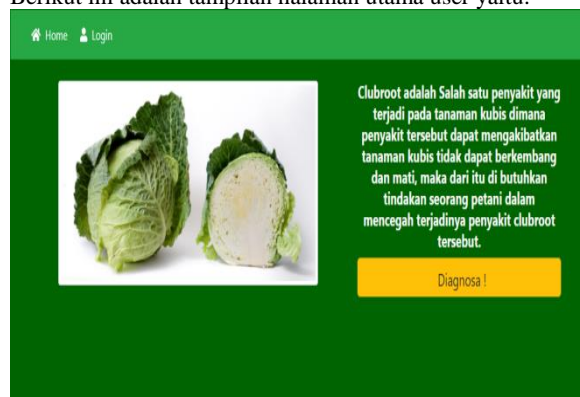 Berikut ini adalah tampilan halaman utama user yaitu:
Home Login
Clubroot adalah Salah satu penyakit yang
terjadi pada tanaman kubis dimana
penyakit tersebut dapat mengakibatkan
tanaman kubis tidak dapat berkembang
dan mati, maka dari itu di butuhkan
tindakan seorang petani dalam
mencegah terjadinya penyakit clubroot
tersebut.
Diagnosa !